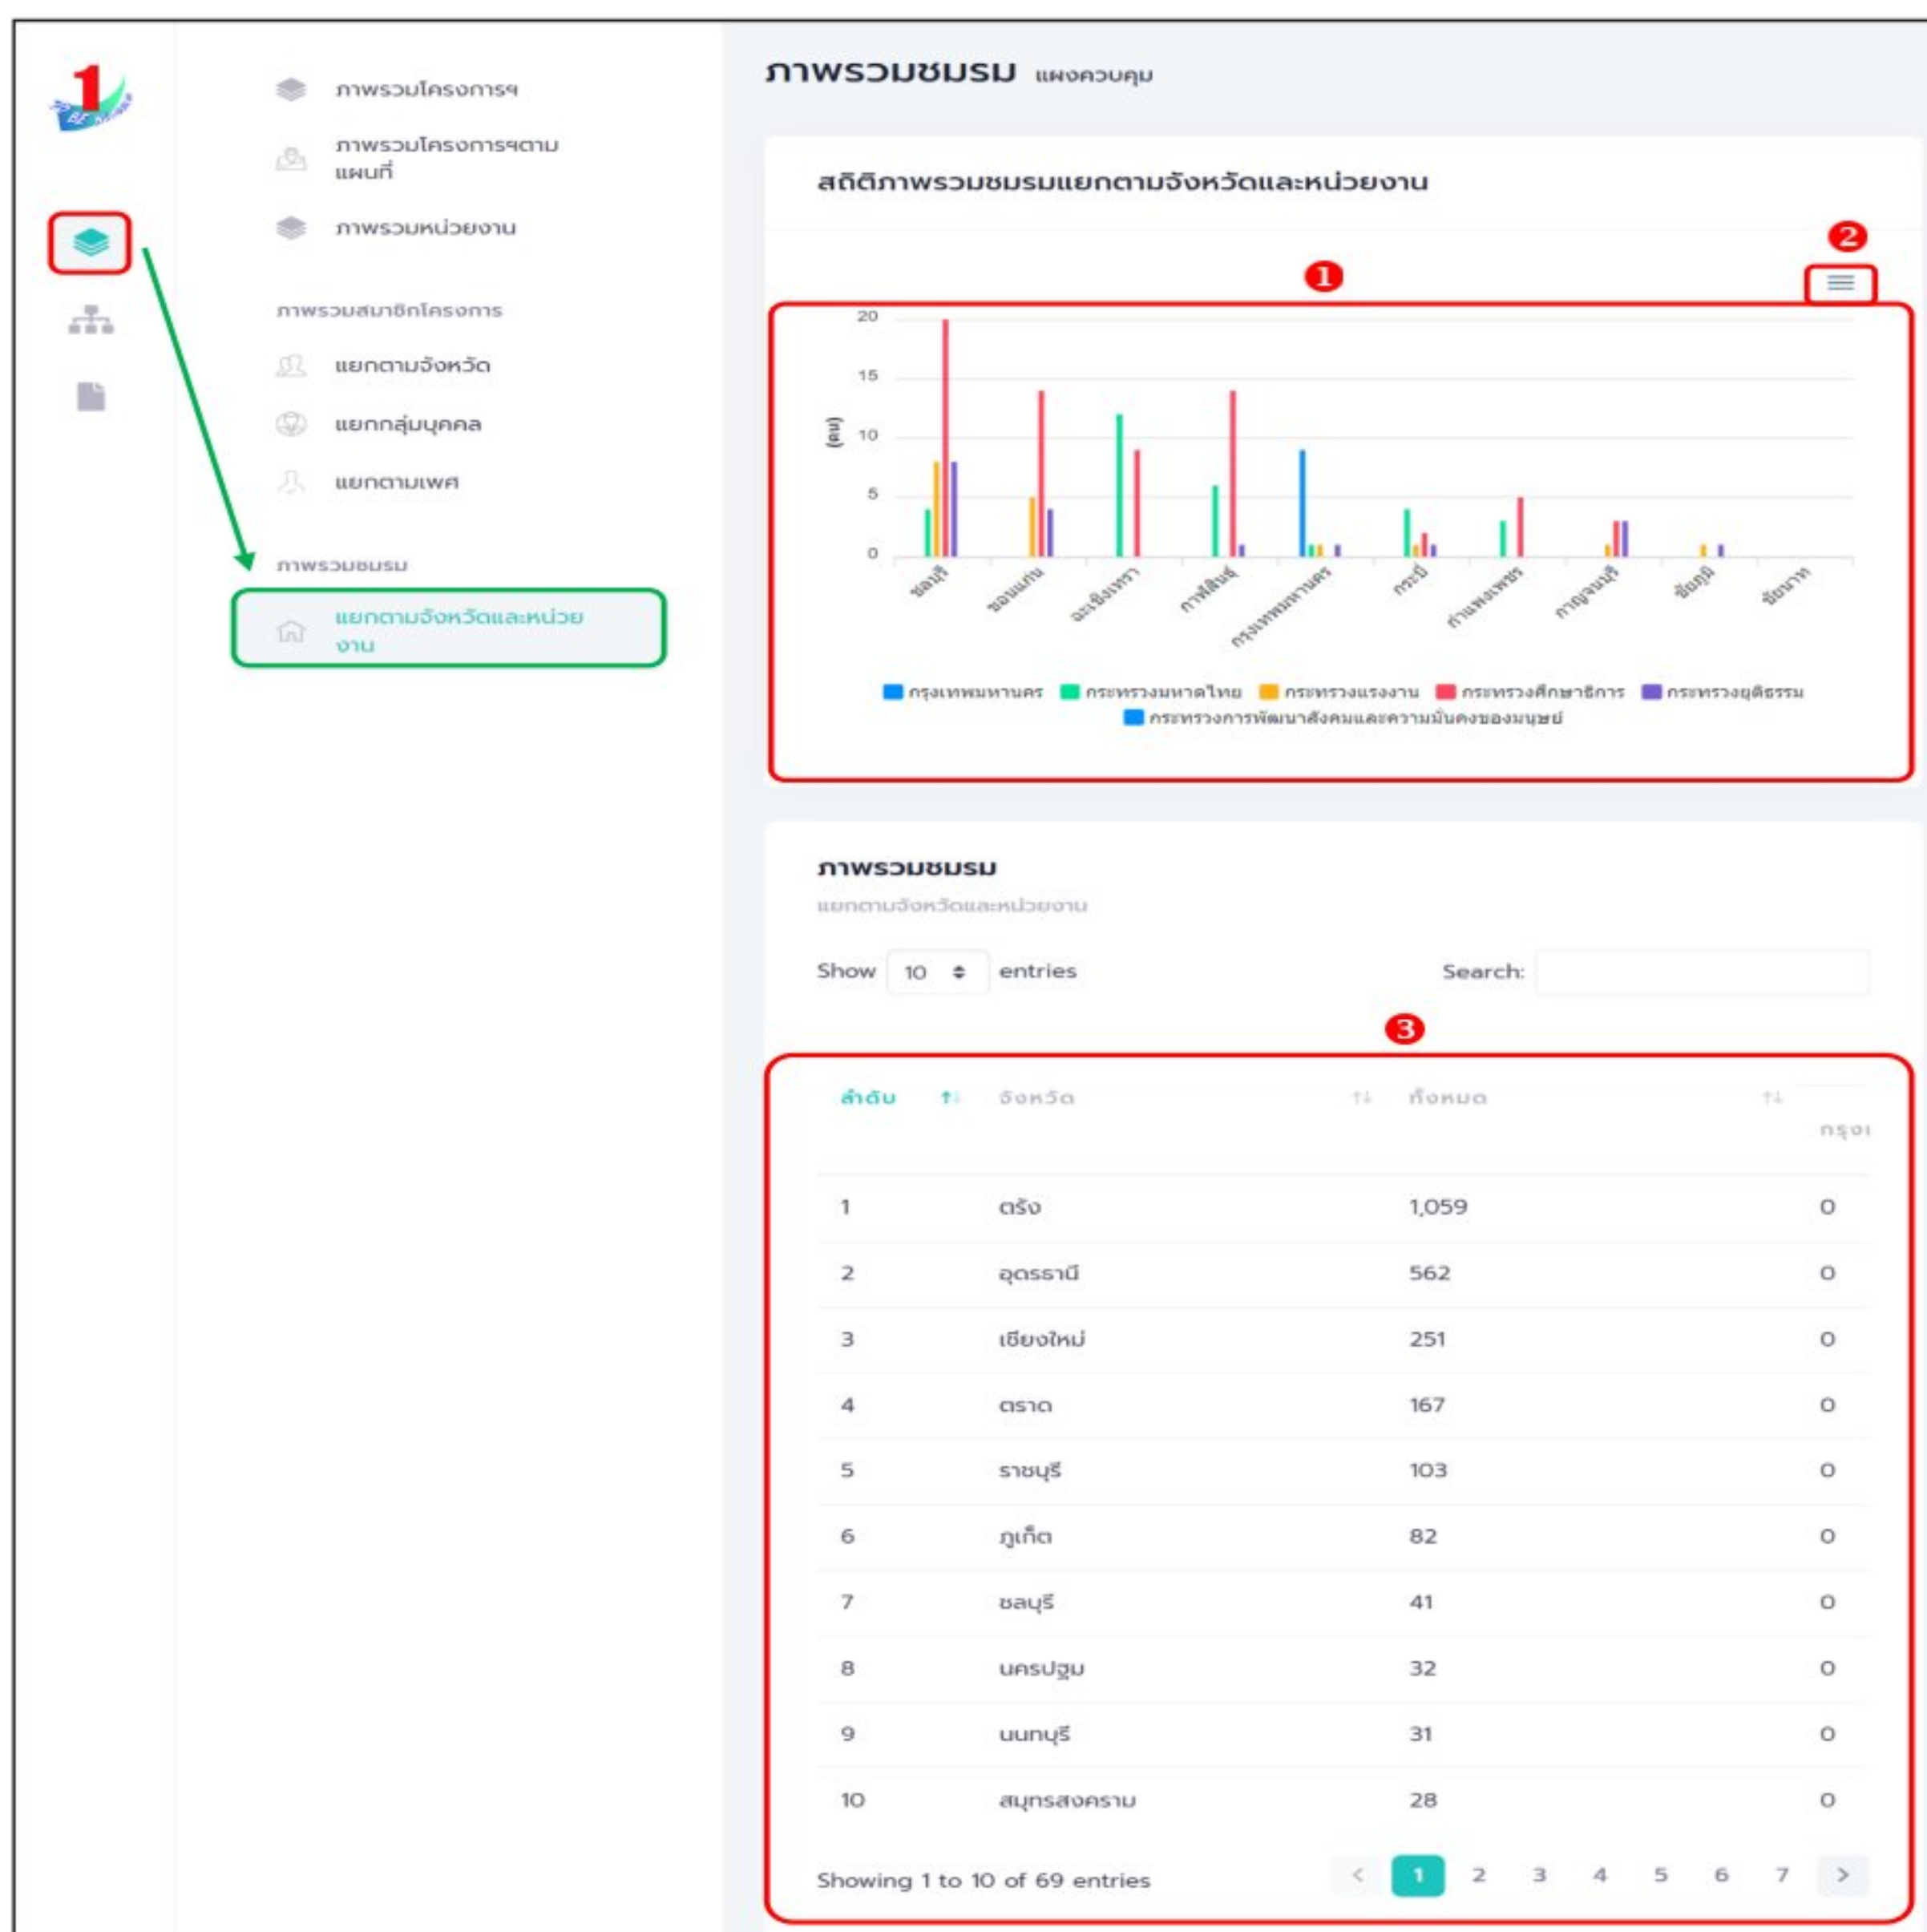 1
ภาพรวมโครงการฯ
ภาพรวมโครงการฯตาม
แผนที่
ภาพรวมหน่วยงาน
ภาพรวมสมาชิกโครงการ
แยกตามจังหวัด
แยกกลุ่มบุคคล
แยกตามเพศ
ภาพรวมชมรม
แยกตามจังหวัดและหน่วย
งาน
ภาพรวมชมรม แผงควบคุม
สถิติภาพรวมชมรมแยกตามจังหวัดและหน่วยงาน
2
1
20
15
10
5
0
(คน)
ชลบุรี ขอนแก่น ฉะเชิงเทรา กาฬสินธุ์ กรุงเทพมหานคร กระบี่ กำแพงเพชร กาญจนบุรี ชัยภูมิ ชัยนาท
กรุงเทพมหานคร กระทรวงมหาดไทย กระทรวงแรงงาน กระทรวงศึกษาธิการ กระทรวงยุติธรรม
กระทรวงการพัฒนาสังคมและความมั่นคงของมนุษย์
ภาพรวมชมรม
แยกตามจังหวัดและหน่วยงาน
Show 10 entries Search:
3
ลำดับ จังหวัด ทั้งหมด
กรุงเ
1 ตรัง 1,059 0
2 อุดรธานี 562 0
3 เชียงใหม่ 251 0
4 ตราด 167 0
5 ราชบุรี 103 0
6 ภูเก็ต 82 0
7 ชลบุรี 41 0
8 นครปฐม 32 0
9 นนทบุรี 31 0
10 สมุทรสงคราม 28 0
Showing 1 to 10 of 69 entries < 1 2 3 4 5 6 7 >